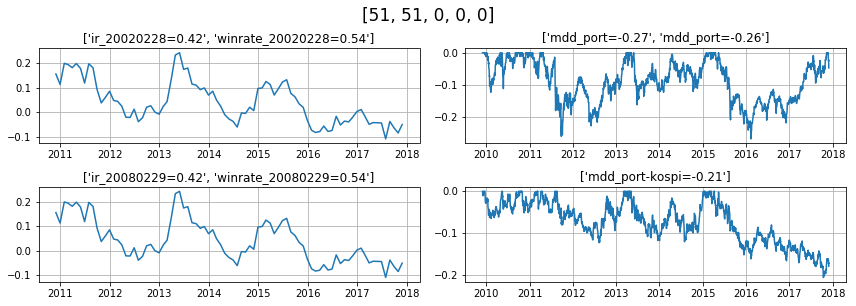 [51, 51, 0, 0, 0]
['ir_20020228=0.42', 'winrate_20020228=0.54']
0.2
0.1
0.0
−0.1
2011 2012 2013 2014 2015 2016 2017 2018
['mdd_port=-0.27', 'mdd_port=-0.26']
0.0
−0.1
−0.2
2010 2011 2012 2013 2014 2015 2016 2017 2018
['ir_20080229=0.42', 'winrate_20080229=0.54']
0.2
0.1
0.0
−0.1
2011 2012 2013 2014 2015 2016 2017 2018
['mdd_port-kospi=-0.21']
0.0
−0.1
−0.2
2010 2011 2012 2013 2014 2015 2016 2017 2018